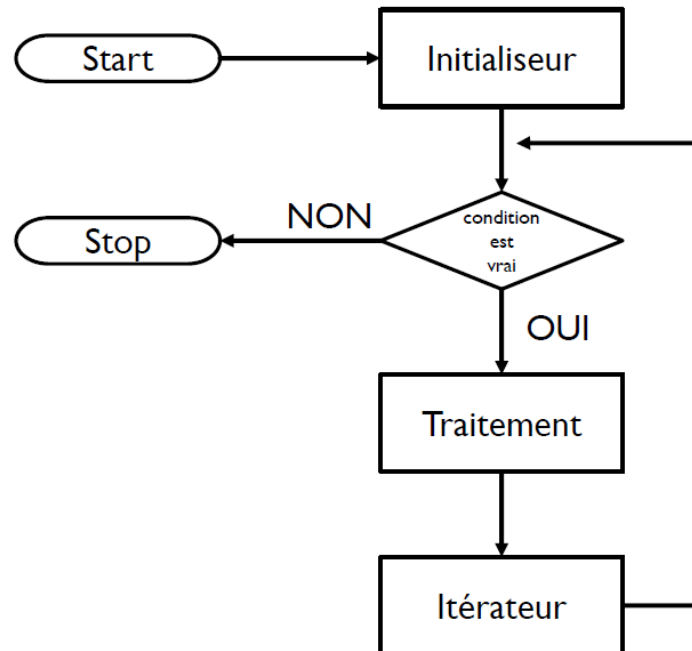 Start
Initialiseur
NON
Stop
condition
est
vrai
OUI
Traitement
Itérateur